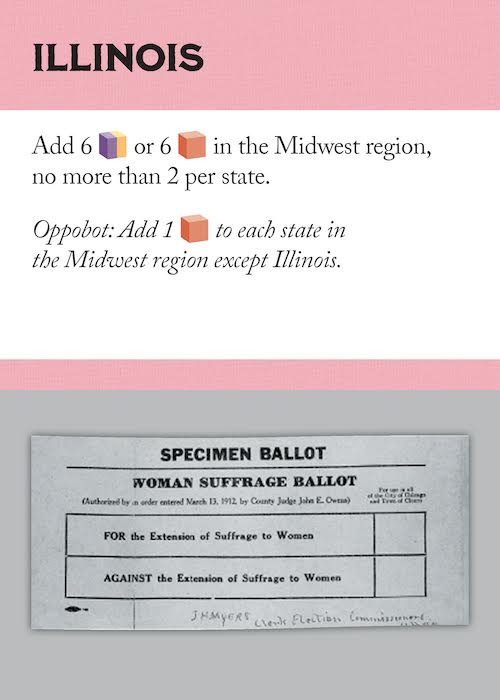 ILLINOIS
Add 6 or 6 in the Midwest region,
no more than 2 per state.
Oppobot: Add 1 to each state in
the Midwest region except Illinois.
SPECIMEN BALLOT
WOMAN SUFFRAGE BALLOT
(Authorized by an order entered March 13, 1912, by County Judge John E. Owens)
For use in all
of the City of Chicago
and Town of Cicero
FOR the Extension of Suffrage to Women
AGAINST the Extension of Suffrage to Women
J H MYERS Clerk Election Commissioners